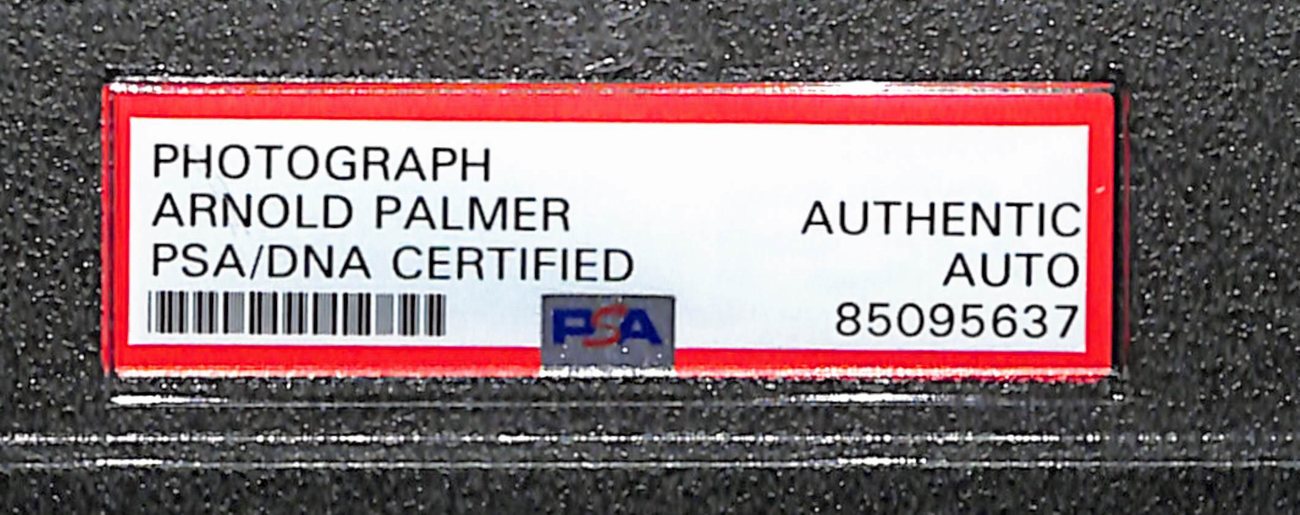 PHOTOGRAPH
ARNOLD PALMER
PSA/DNA CERTIFIED
AUTHENTIC
AUTO
85095637
PSA